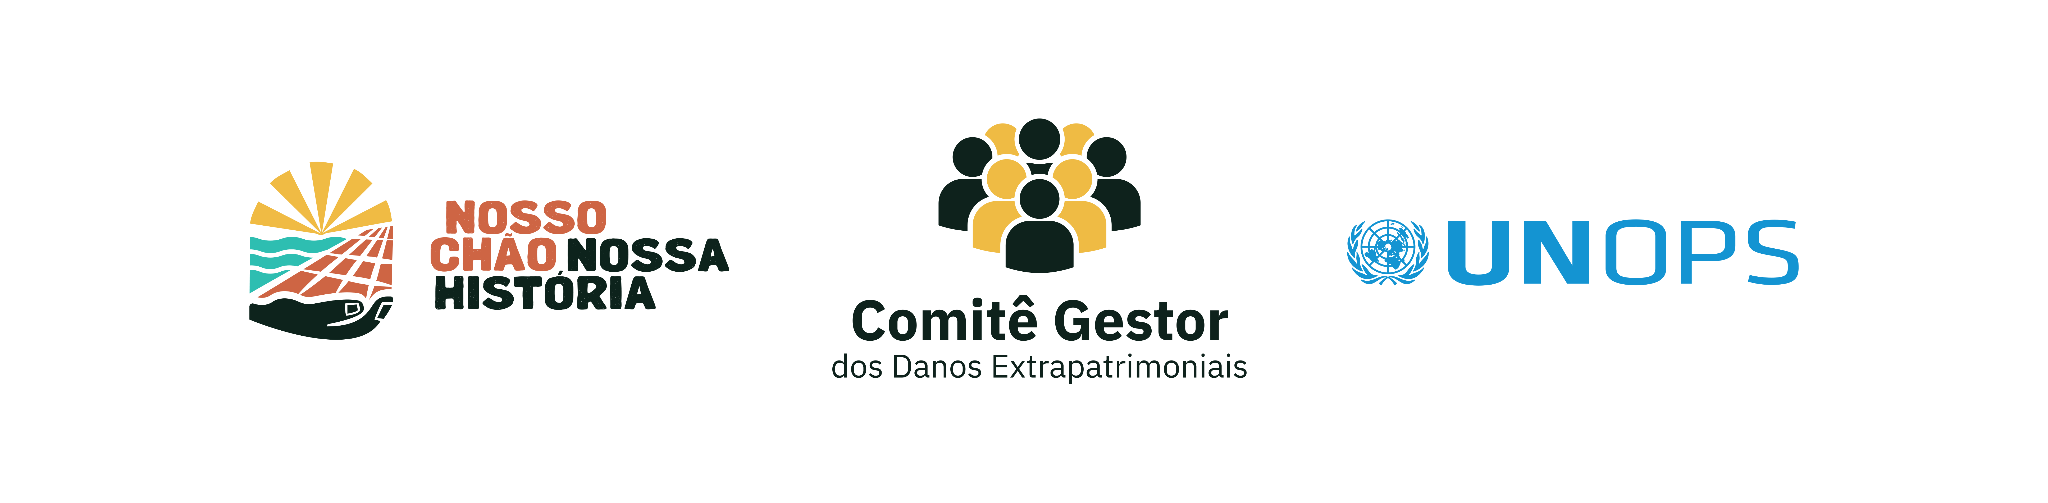 NOSSO
CHÃO NOSSA
HISTÓRIA
Comitê Gestor
dos Danos Extrapatrimoniais
UNOPS